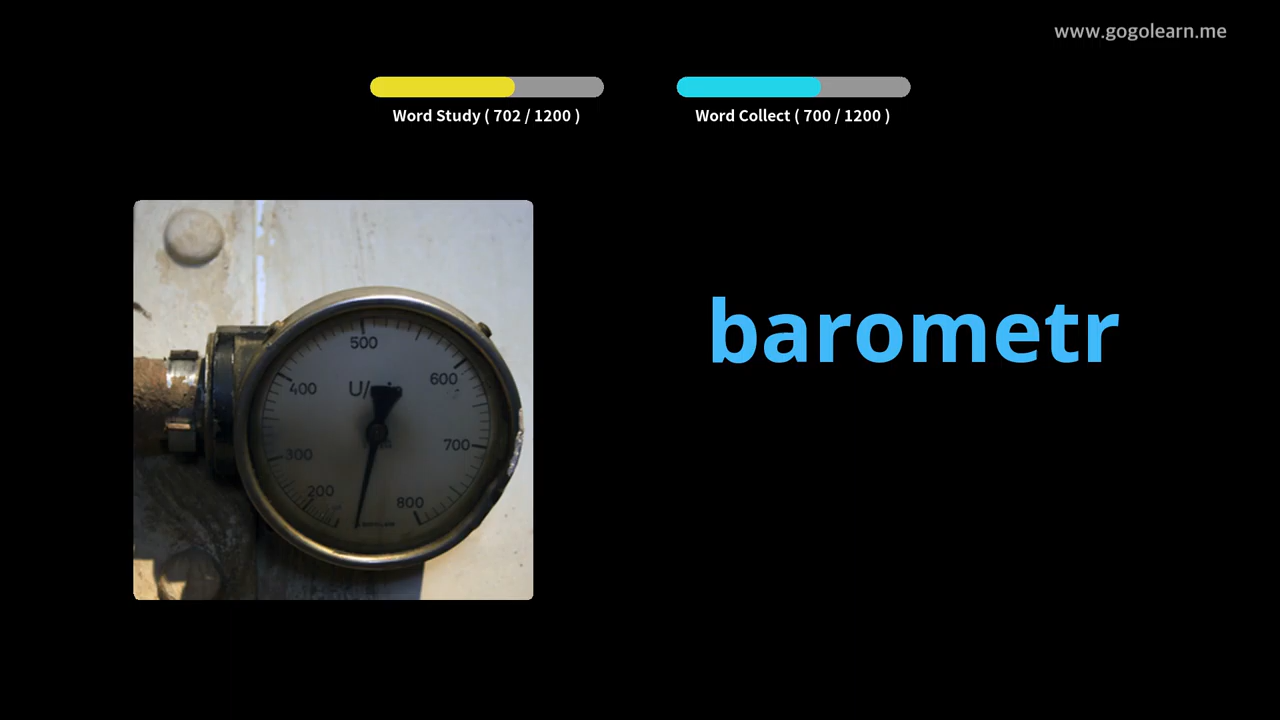 www.gogolearn.me
Word Study ( 702 / 1200 )
Word Collect ( 700 / 1200 )
barometr
500
400
600
300
700
200
800